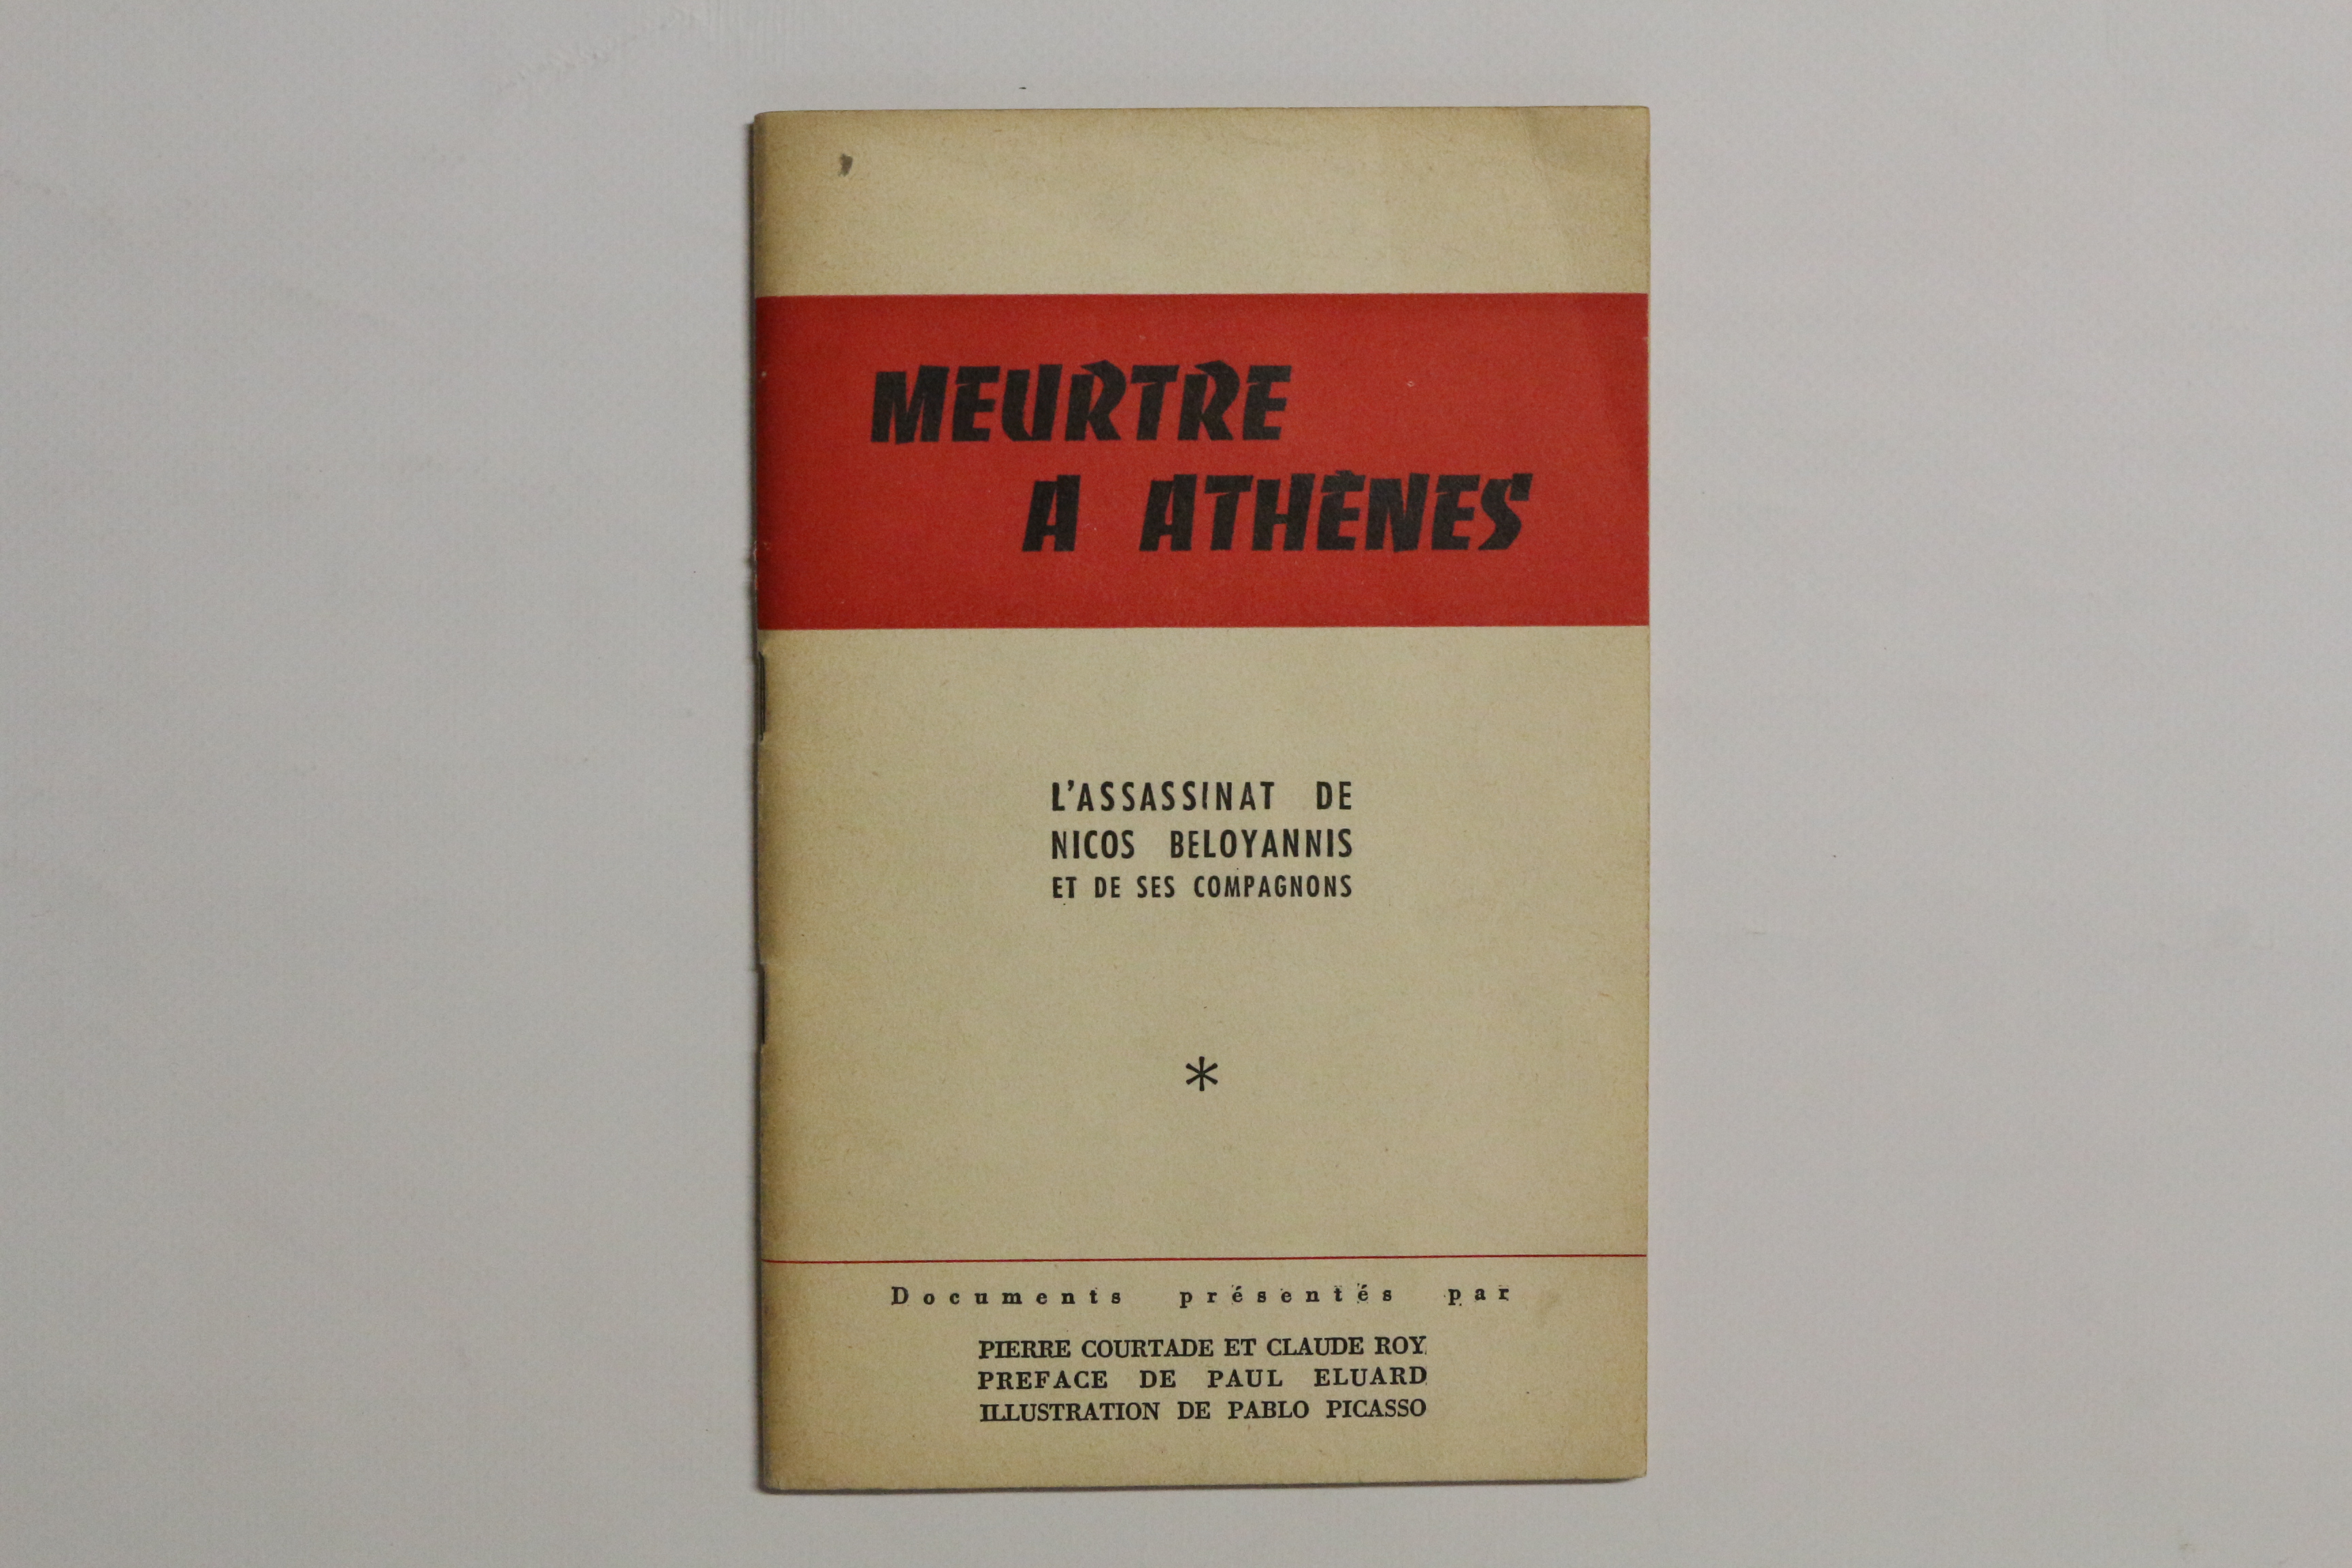 MEURTRE
A ATHÈNES
L'ASSASSINAT DE
NICOS BELOYANNIS
ET DE SES COMPAGNONS
*
Documents présentés par
PIERRE COURTADE ET CLAUDE ROY
PREFACE DE PAUL ELUARD
ILLUSTRATION DE PABLO PICASSO